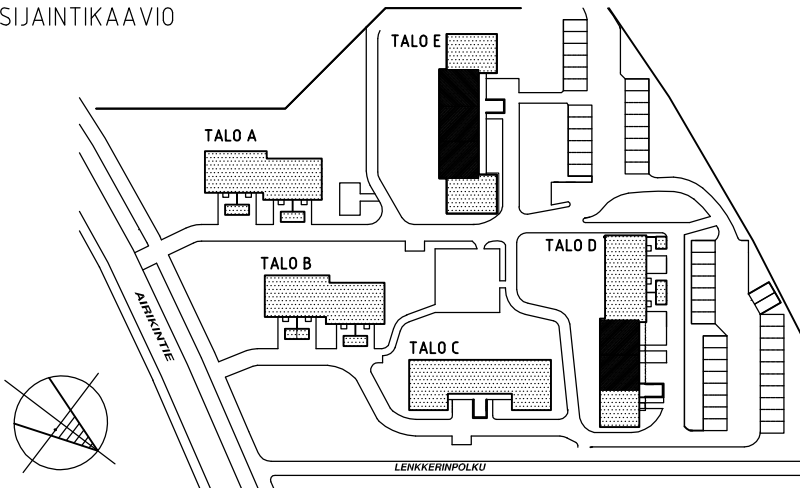 SIJAINTIKAAVIO
TALO E
TALO A
TALO D
TALO B
AIRIKINTIE
TALO C
LENKKERINPOLKU